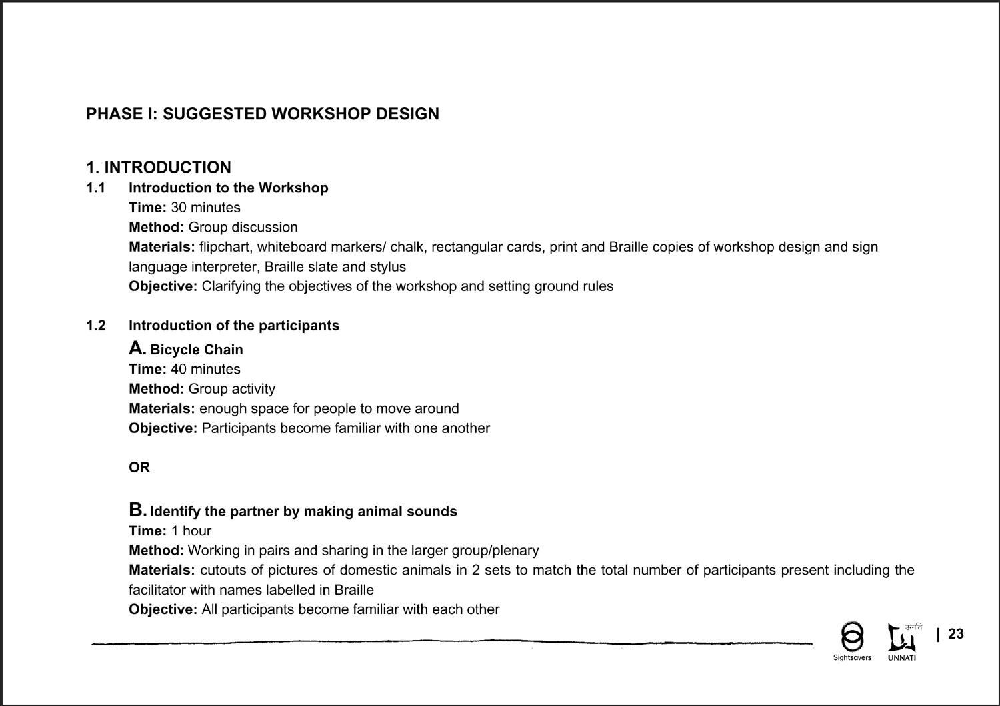 PHASE I: SUGGESTED WORKSHOP DESIGN
1. INTRODUCTION
1.1 Introduction to the Workshop
Time: 30 minutes
Method: Group discussion
Materials: flipchart, whiteboard markers/ chalk, rectangular cards, print and Braille copies of workshop design and sign
language interpreter, Braille slate and stylus
Objective: Clarifying the objectives of the workshop and setting ground rules
1.2 Introduction of the participants
A. Bicycle Chain
Time: 40 minutes
Method: Group activity
Materials: enough space for people to move around
Objective: Participants become familiar with one another
OR
B. Identify the partner by making animal sounds
Time: 1 hour
Method: Working in pairs and sharing in the larger group/plenary
Materials: cutouts of pictures of domestic animals in 2 sets to match the total number of participants present including the
facilitator with names labelled in Braille
Objective: All participants become familiar with each other
उन्नति
| 23
Sightsavers UNNATI